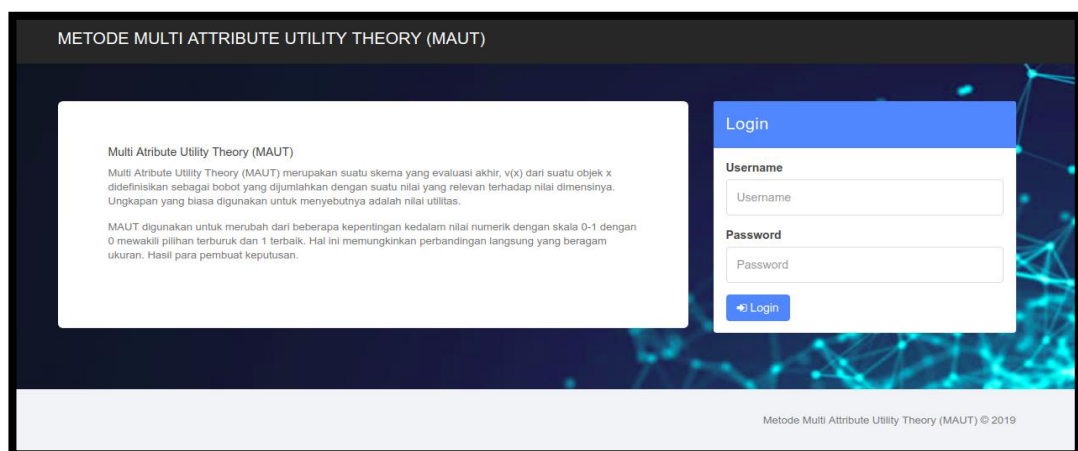 METODE MULTI ATTRIBUTE UTILITY THEORY (MAUT)
Multi Atribute Utility Theory (MAUT)
Multi Atribute Utility Theory (MAUT) merupakan suatu skema yang evaluasi akhir, v(x) dari suatu objek x
didefinisikan sebagai bobot yang dijumlahkan dengan suatu nilai yang relevan terhadap nilai dimensinya.
Ungkapan yang biasa digunakan untuk menyebutnya adalah nilai utilitas.
MAUT digunakan untuk merubah dari beberapa kepentingan kedalam nilai numerik dengan skala 0-1 dengan
0 mewakili pilihan terburuk dan 1 terbaik. Hal ini memungkinkan perbandingan langsung yang beragam
ukuran. Hasil para pembuat keputusan.
Login
Username
Username
Password
Password
Login
Metode Multi Attribute Utility Theory (MAUT) © 2019